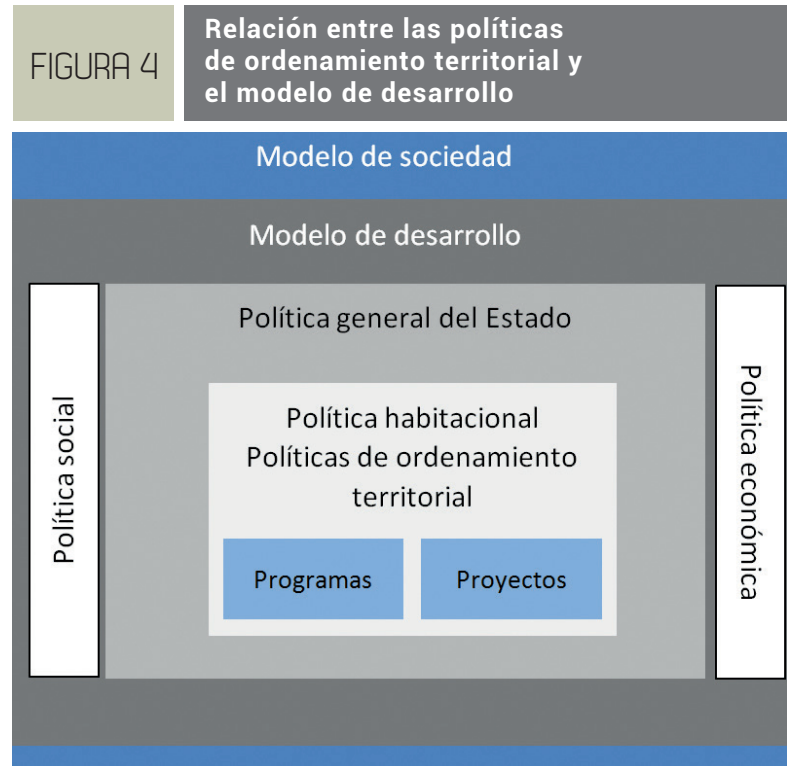 FIGURA 4
Relación entre las políticas
de ordenamiento territorial y
el modelo de desarrollo
Modelo de sociedad
Modelo de desarrollo
Política social
Política general del Estado
Política habitacional
Políticas de ordenamiento
territorial
Programas
Proyectos
Política económica